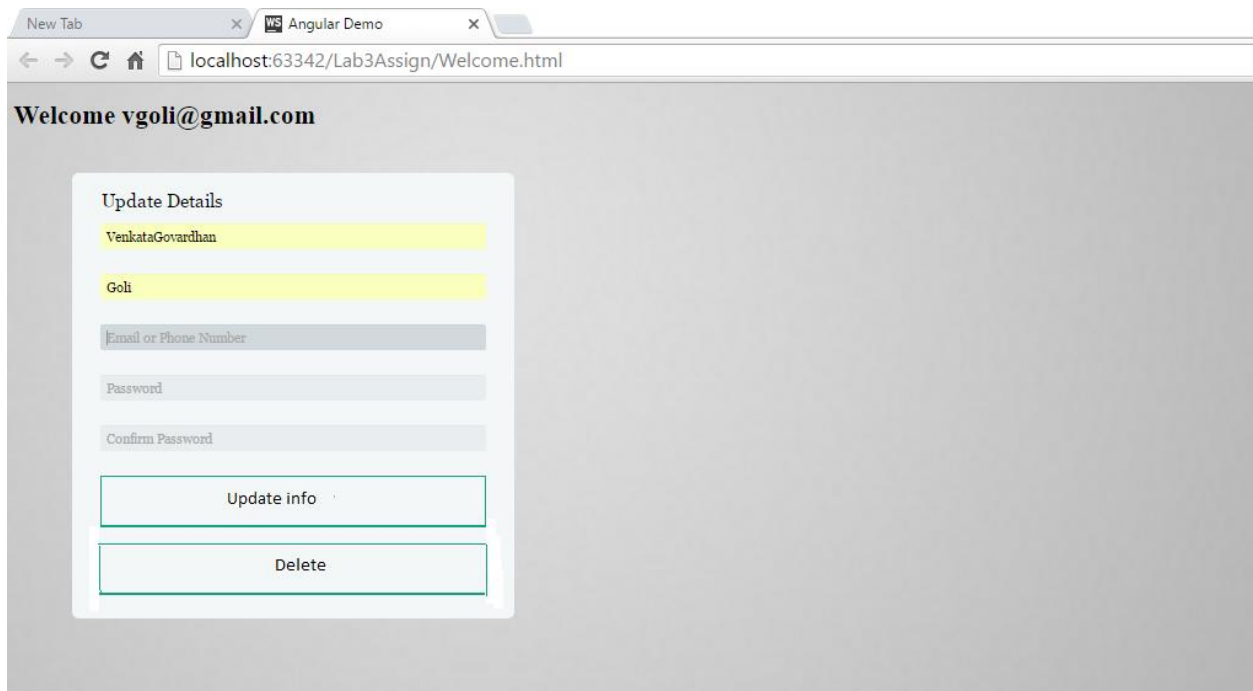 New Tab
WS Angular Demo
localhost:63342/Lab3Assign/Welcome.html
Welcome vgoli@gmail.com
Update Details
VenkataGovardhan
Goli
Email or Phone Number
Password
Confirm Password
Update info
Delete